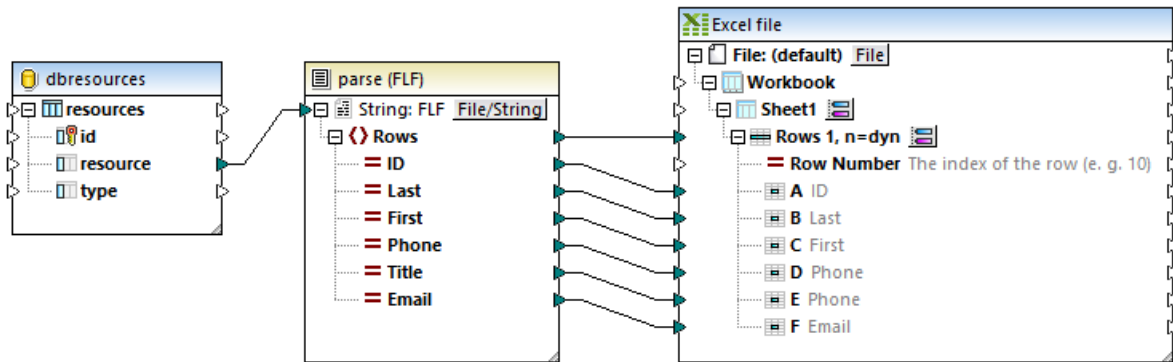 dbresources
resources
id
resource
type
parse (FLF)
String: FLF File/String
{} Rows
= ID
= Last
= First
= Phone
= Title
= Email
Excel file
File: (default) File
Workbook
Sheet1
Rows 1, n=dyn
= Row Number The index of the row (e. g. 10)
A ID
B Last
C First
D Phone
E Phone
F Email